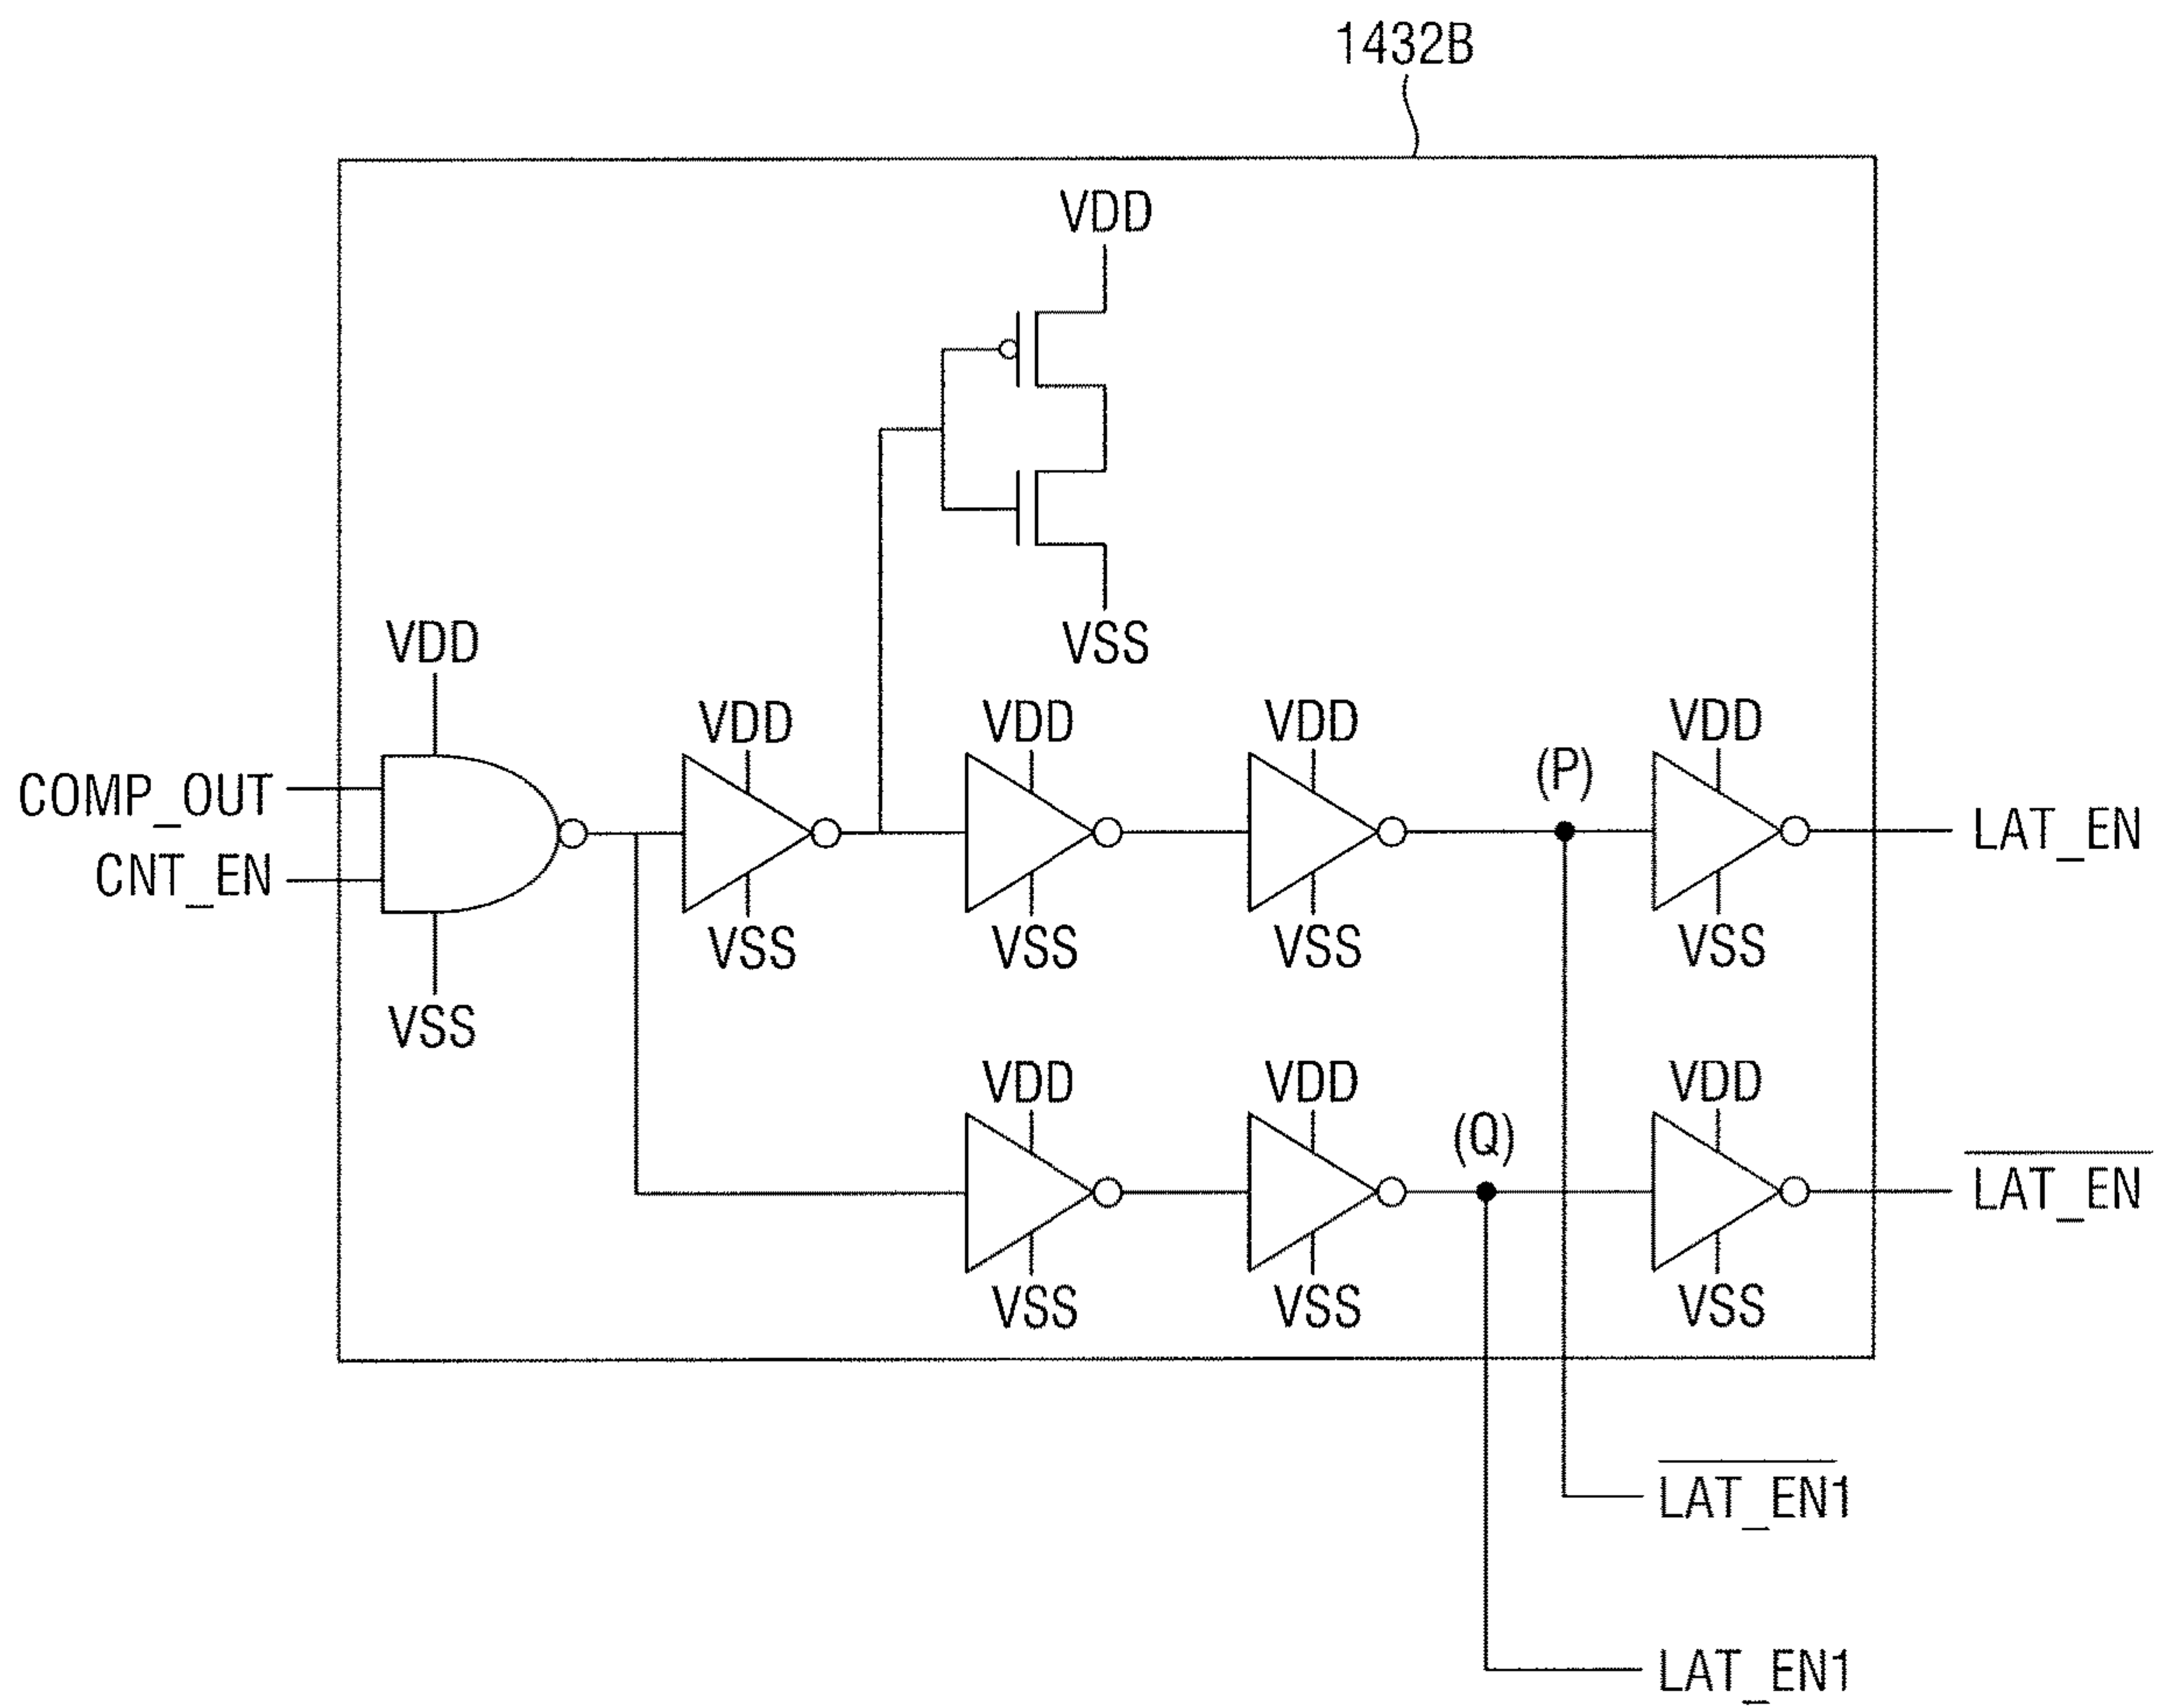 1432B
VDD
VSS
VDD
VDD
VDD
VDD
VDD
(P)
COMP_OUT
CNT_EN
LAT_EN
VSS
VSS
VSS
VSS
VSS
VDD
VDD
VDD
(Q)
LAT_EN
VSS
VSS
VSS
LAT_EN1
LAT_EN1